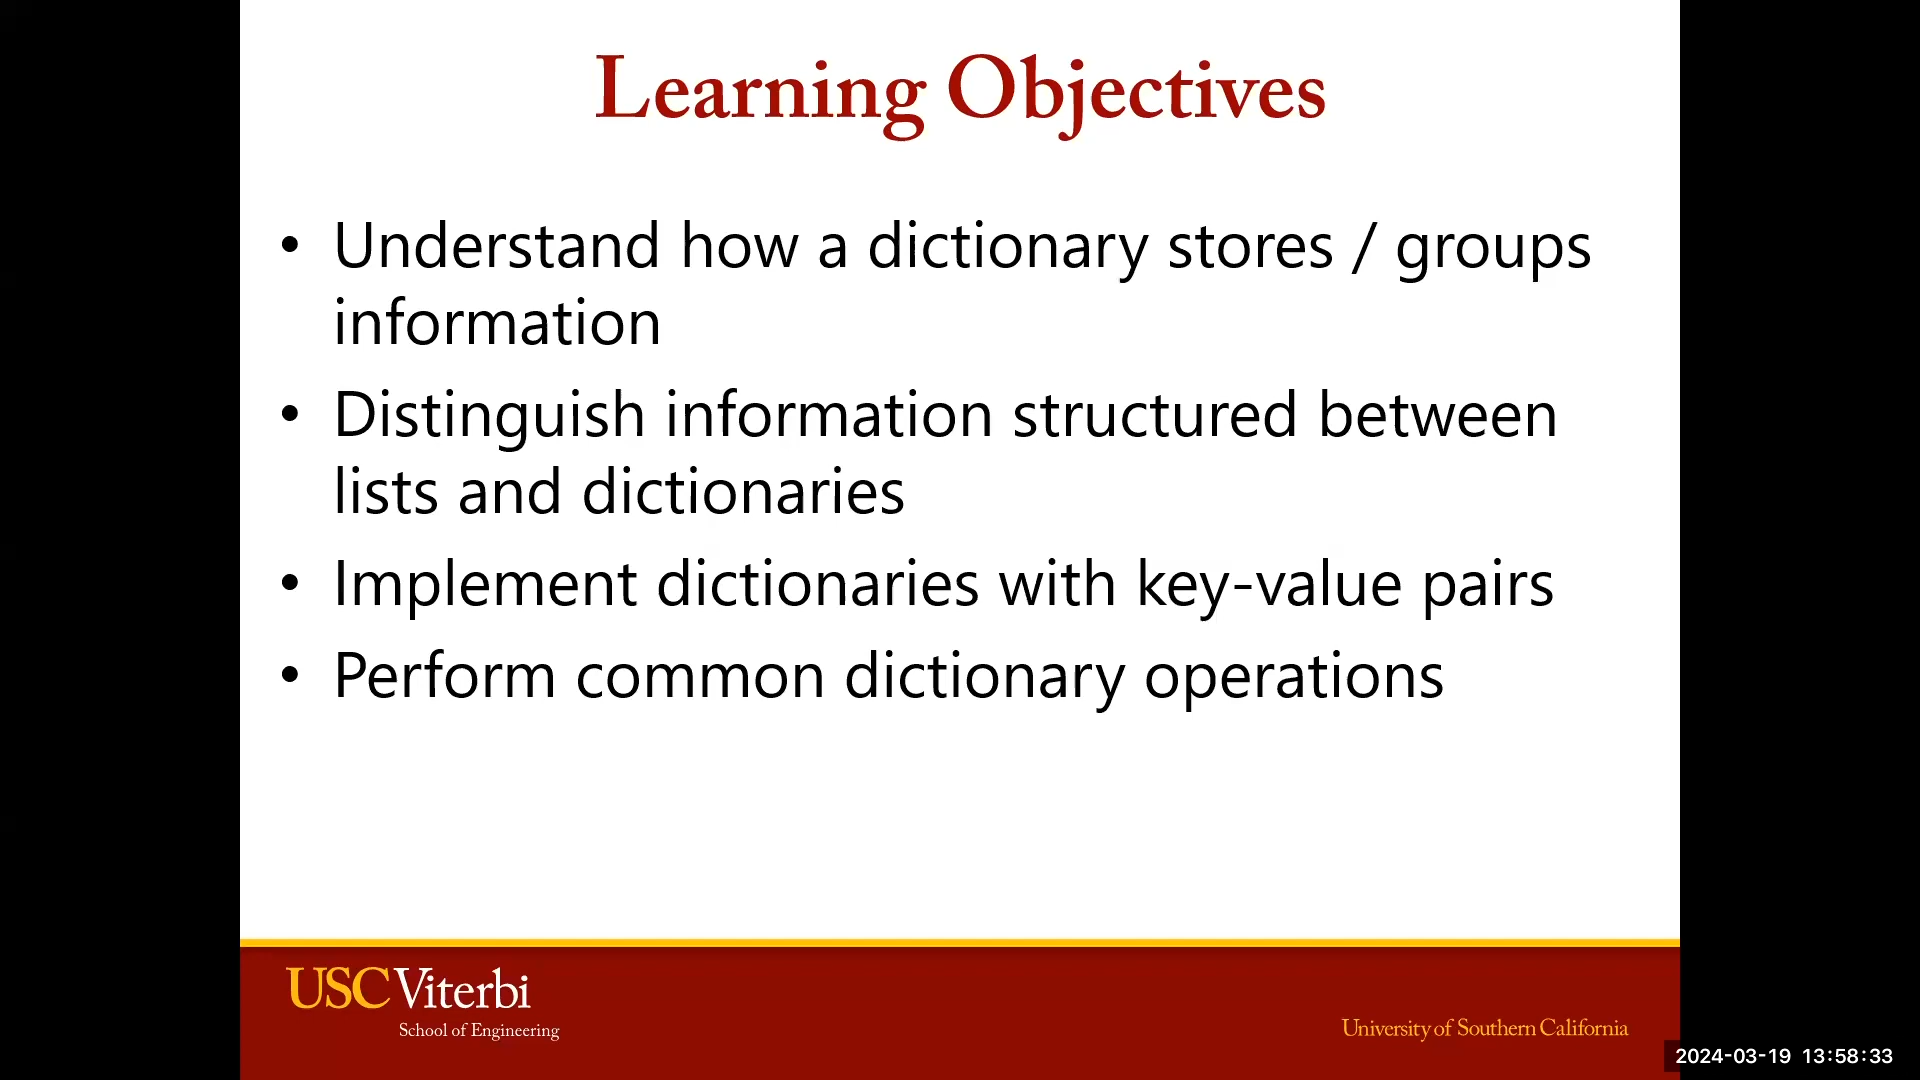 Learning Objectives
• Understand how a dictionary stores / groups
information
• Distinguish information structured between
lists and dictionaries
• Implement dictionaries with key-value pairs
• Perform common dictionary operations
USC Viterbi
School of Engineering
University of Southern California
2024-03-19 13:58:33